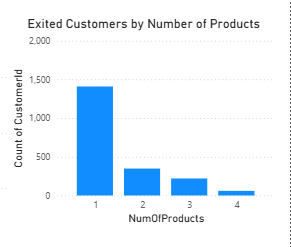 Exited Customers by Number of Products
2,000
1,500
1,000
500
0
Count of CustomerId
1 2 3 4
NumOfProducts